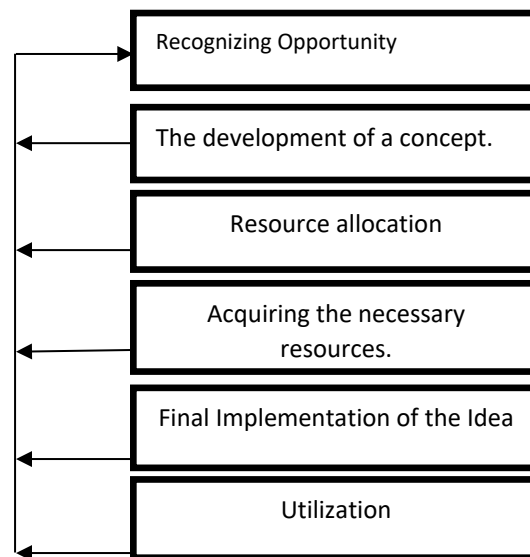 Recognizing Opportunity
The development of a concept.
Resource allocation
Acquiring the necessary
resources.
Final Implementation of the Idea
Utilization